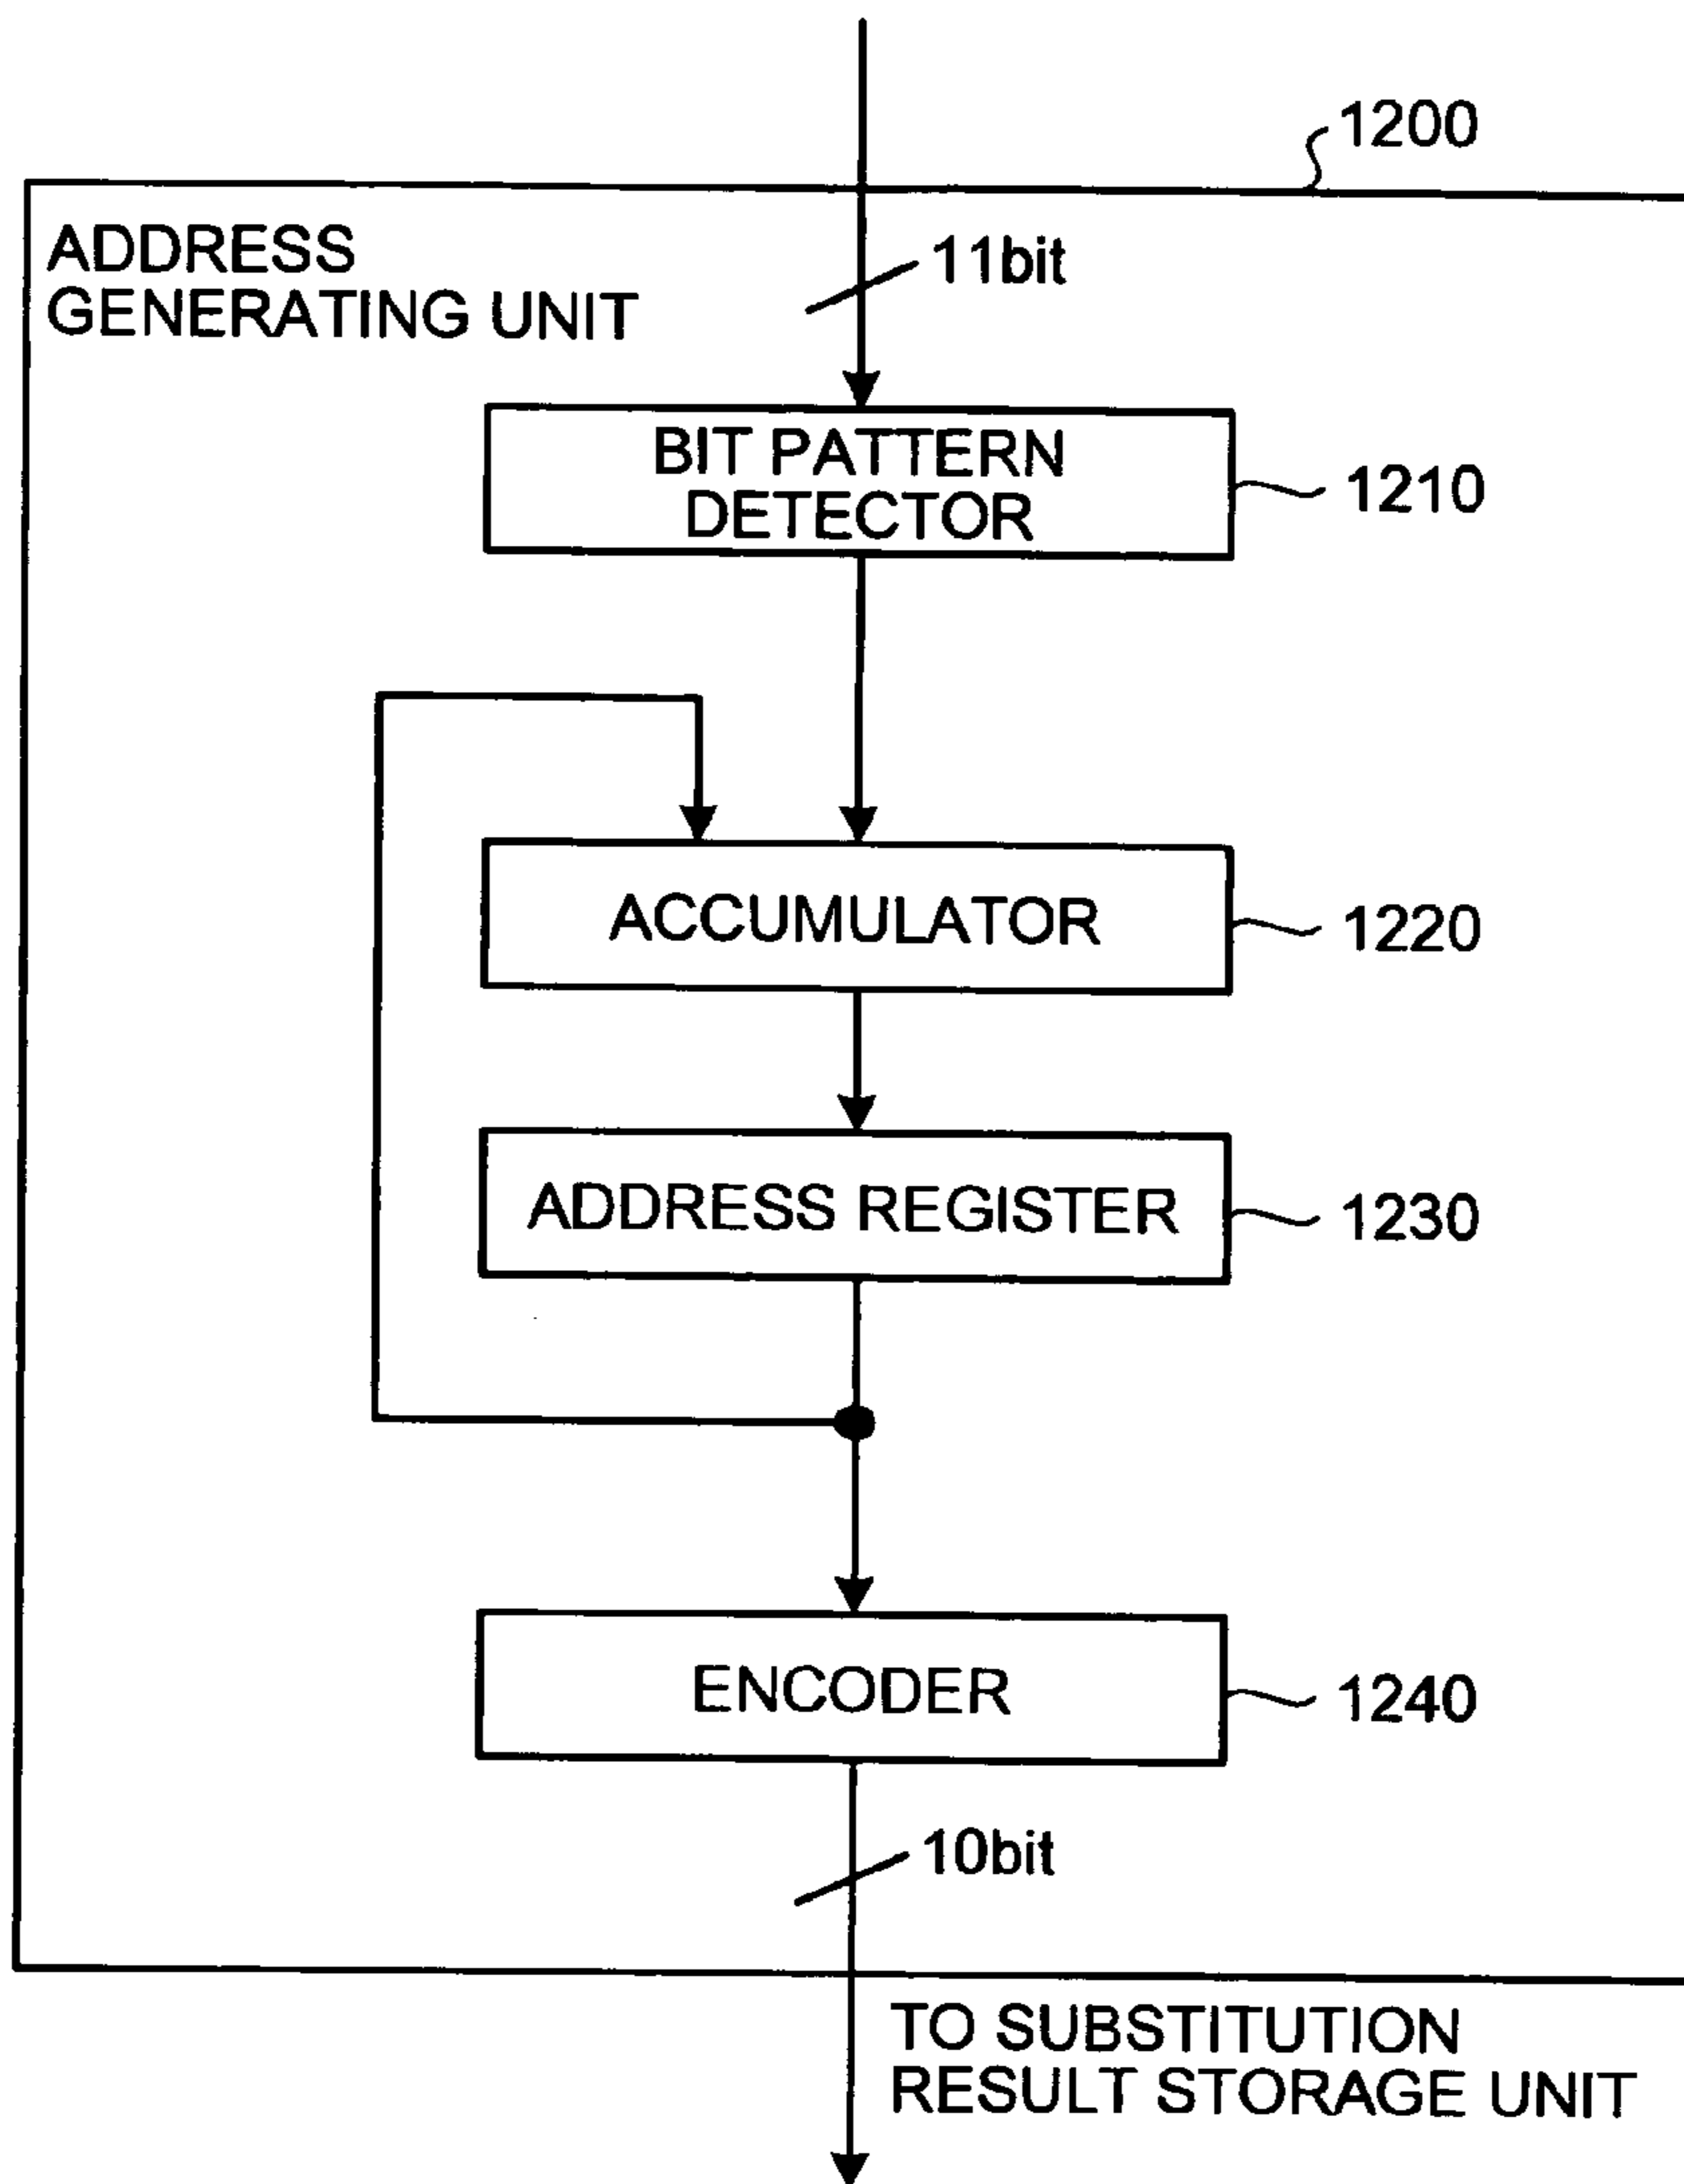 1200
ADDRESS
GENERATING UNIT
11bit
BIT PATTERN
DETECTOR
1210
ACCUMULATOR
1220
ADDRESS REGISTER
1230
ENCODER
1240
10bit
TO SUBSTITUTION
RESULT STORAGE UNIT